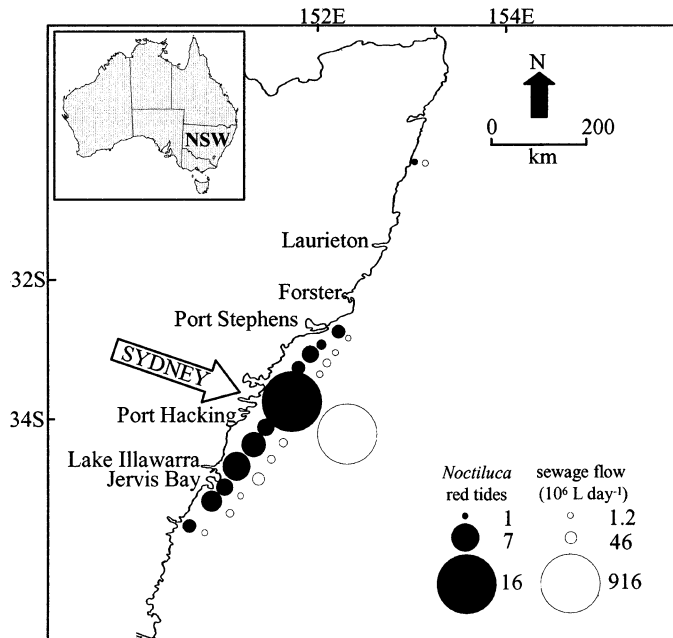 152E 154E
NSW
N
0 200
km
Laurieton
32S
Forster
Port Stephens
SYDNEY
Port Hacking
34S
Lake Illawarra
Jervis Bay
Noctiluca sewage flow
red tides (10⁶ L day⁻¹)
1 1.2
7 46
16 916